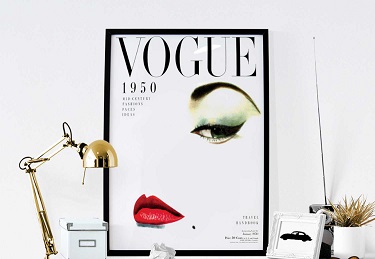 VOGUE
1950
MID-CENTURY
FASHIONS
FACES
IDEAS
TRAVEL
HANDBOOK